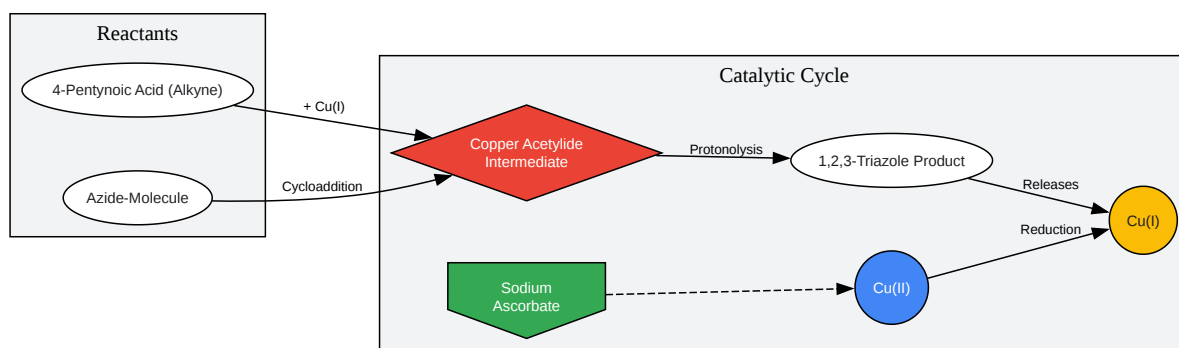 Reactants
4-Pentynoic Acid (Alkyne)
Azide-Molecule
+ Cu(I)
Cycloaddition
Catalytic Cycle
Copper Acetylide
Intermediate
Protonolysis
1,2,3-Triazole Product
Releases
Cu(I)
Reduction
Sodium
Ascorbate
Cu(II)